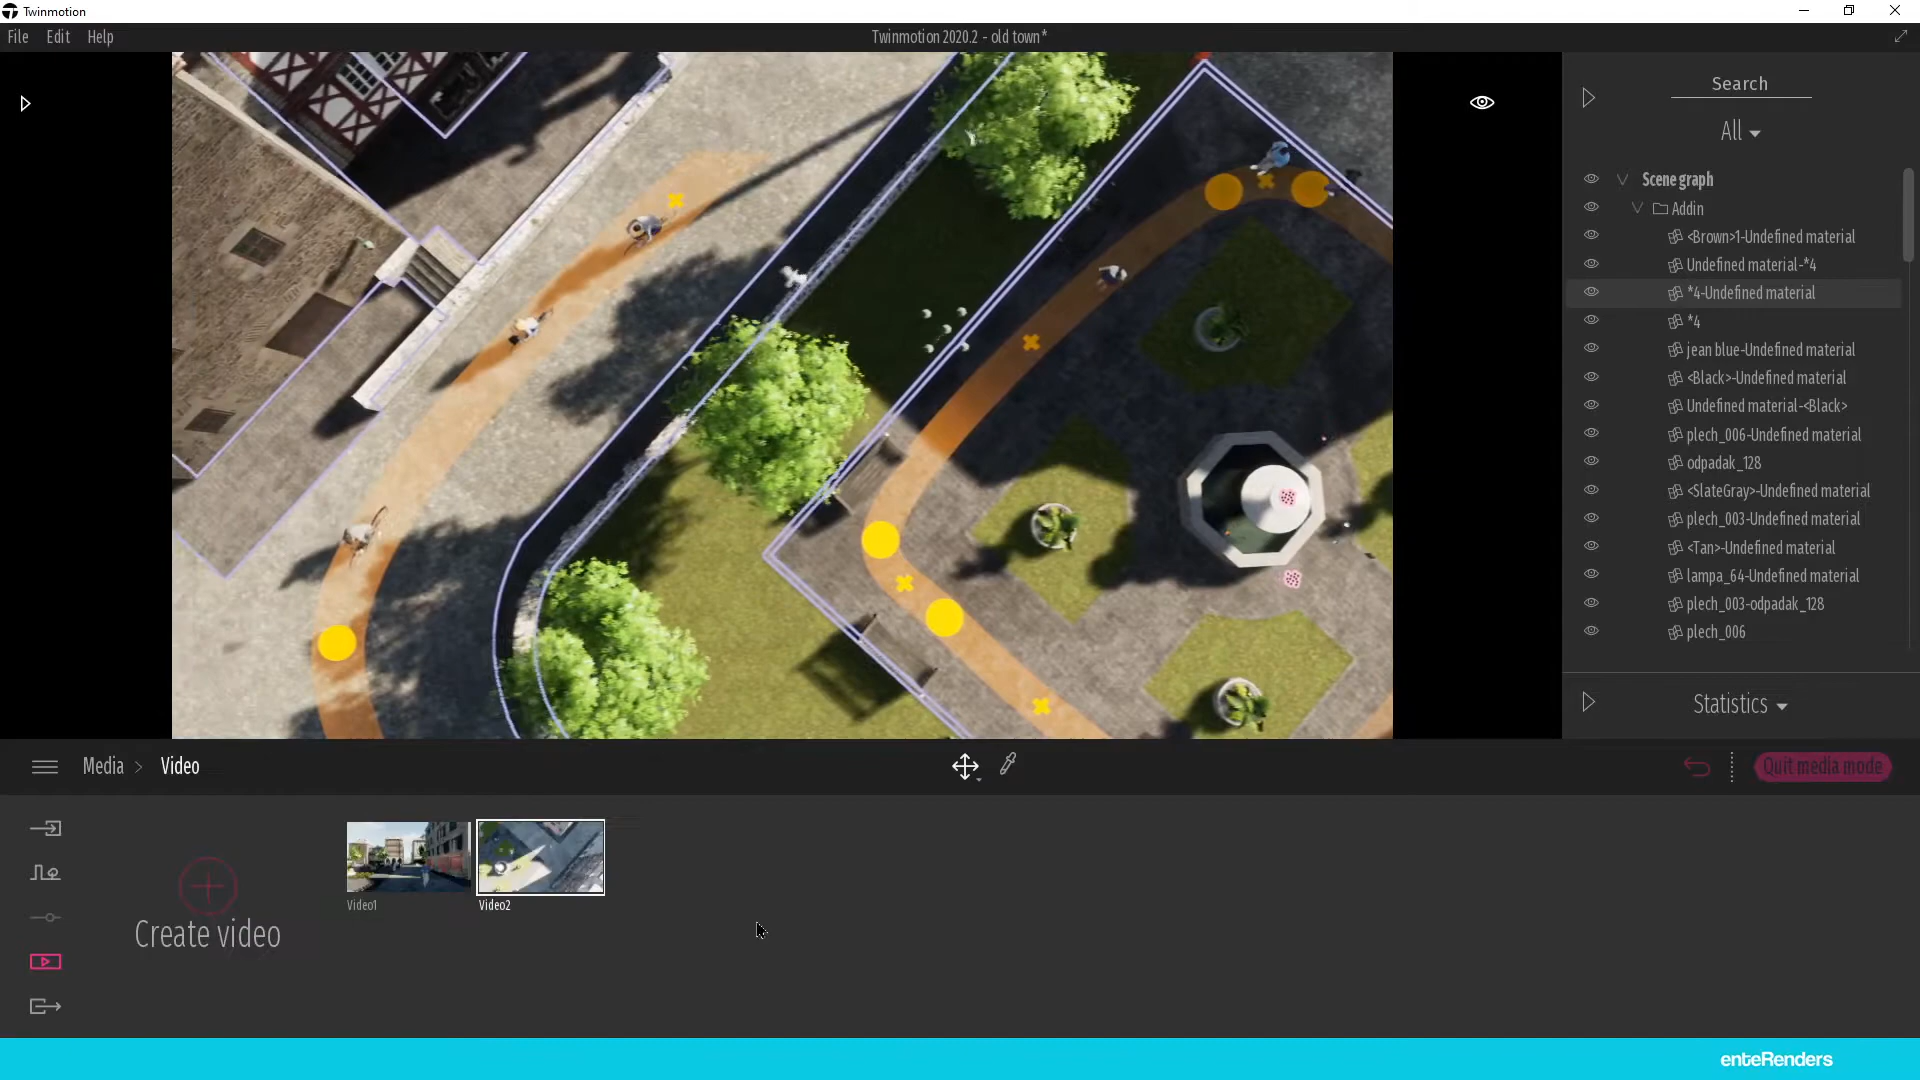 Twinmotion
File Edit Help
Twinmotion 2020.2 - old town*
Search
All
Scene graph
Addin
<Brown>1-Undefined material
Undefined material-*4
*4-Undefined material
*4
jean blue-Undefined material
<Black>-Undefined material
Undefined material-<Black>
plech_006-Undefined material
odpadak_128
<SlateGray>-Undefined material
plech_003-Undefined material
<Tan>-Undefined material
lampa_64-Undefined material
plech_003-odpadak_128
plech_006
Statistics
Media > Video
Quit media mode
Create video
Video1
Video2
enteRenders